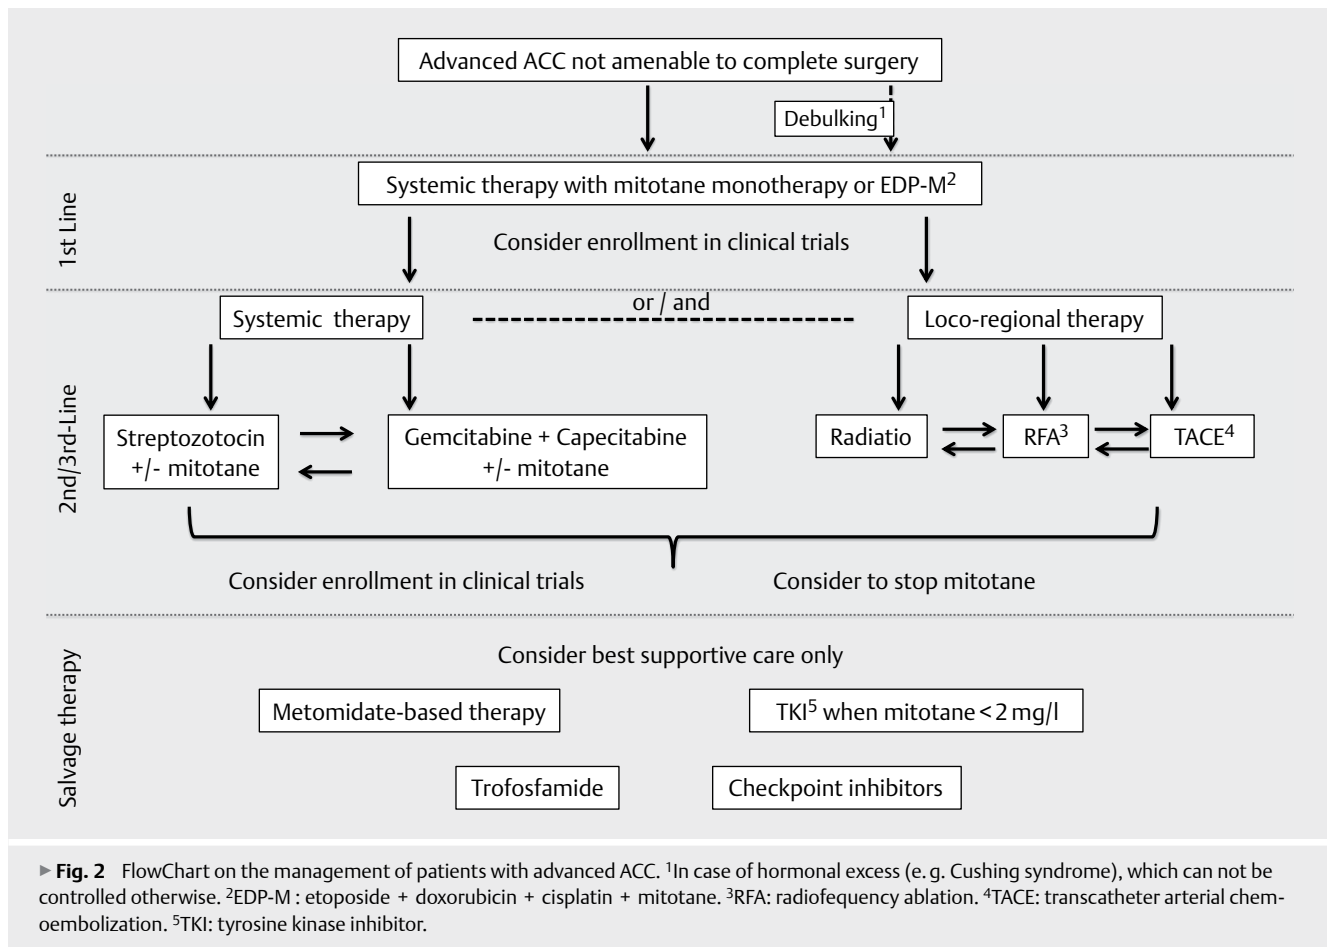 Advanced ACC not amenable to complete surgery
Debulking¹
1st Line
Systemic therapy with mitotane monotherapy or EDP-M²
Consider enrollment in clinical trials
2nd/3rd-Line
or / and
Systemic therapy
Loco-regional therapy
Streptozotocin
+/- mitotane
Gemcitabine + Capecitabine
+/- mitotane
Radiatio
RFA³
TACE⁴
Consider enrollment in clinical trials
Consider to stop mitotane
Salvage therapy
Consider best supportive care only
Metomidate-based therapy
TKI⁵ when mitotane < 2 mg/l
Trofosfamide
Checkpoint inhibitors
▶ Fig. 2 FlowChart on the management of patients with advanced ACC. ¹In case of hormonal excess (e. g. Cushing syndrome), which can not be
controlled otherwise. ²EDP-M : etoposide + doxorubicin + cisplatin + mitotane. ³RFA: radiofequency ablation. ⁴TACE: transcatheter arterial chem-
oembolization. ⁵TKI: tyrosine kinase inhibitor.